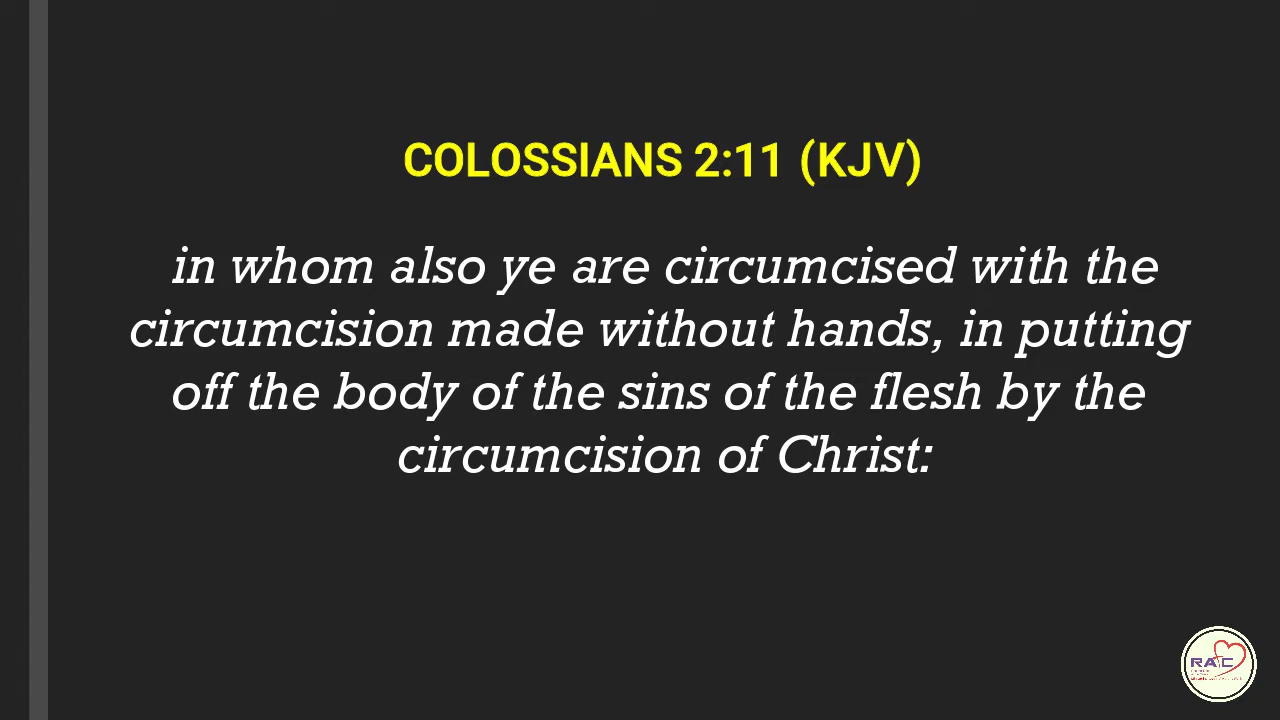 COLOSSIANS 2:11 (KJV)
in whom also ye are circumcised with the
circumcision made without hands, in putting
off the body of the sins of the flesh by the
circumcision of Christ:
RAFC